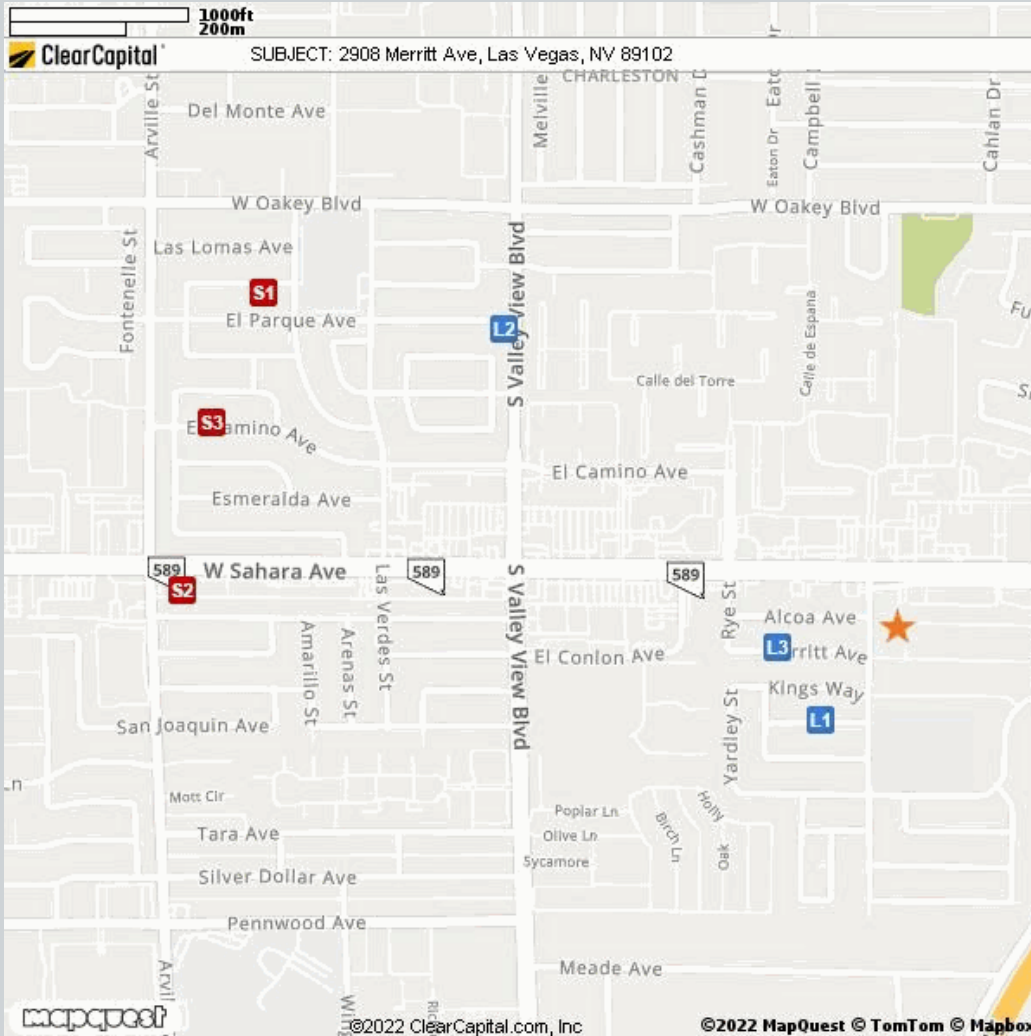 1000ft
200m
ClearCapital SUBJECT: 2908 Merritt Ave, Las Vegas, NV 89102
CHARLESTON
Arville St
Del Monte Ave
Melville
Cashman D
Eaton Dr
Eato
Campbell
Cahlan Dr
W Oakey Blvd
W Oakey Blvd
Las Lomas Ave
Fontenelle St
S Valley View Blvd
S1
El Parque Ave
L2
Calle de Espana
Fu
Calle del Torre
S3
El Camino Ave
El Camino Ave
Esmeralda Ave
589
W Sahara Ave
589
589
S2
Las Verdes St
S Valley View Blvd
Rye St
Alcoa Ave
Amarillo St
Arenas St
L3
rritt Ave
El Conlon Ave
Kings Way
L1
Yardley St
San Joaquin Ave
Ln
Mott Cir
Poplar Ln
Holly
Birch Ln
Oak
Tara Ave
Olive Ln
Sycamore
Silver Dollar Ave
Pennwood Ave
Meade Ave
Arvil
mapquest
©2022 ClearCapital.com, Inc
©2022 MapQuest © TomTom © Mapbox